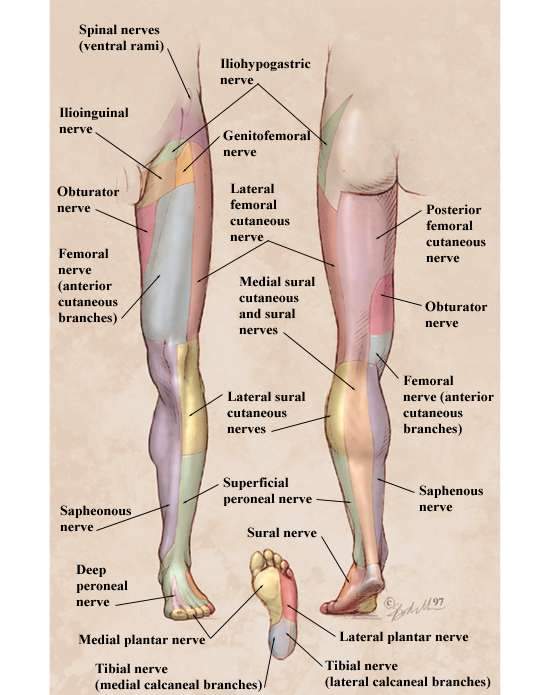 Spinal nerves
(ventral rami)
Iliohypogastric
nerve
Ilioinguinal
nerve
Genitofemoral
nerve
Obturator
nerve
Lateral
femoral
cutaneous
nerve
Posterior
femoral
cutaneous
nerve
Femoral
nerve
(anterior
cutaneous
branches)
Medial sural
cutaneous
and sural
nerves
Obturator
nerve
Lateral sural
cutaneous
nerves
Femoral
nerve (anterior
cutaneous
branches)
Superficial
peroneal nerve
Sapheonous
nerve
Saphenous
nerve
Sural nerve
Deep
peroneal
nerve
© '97
Medial plantar nerve
Lateral plantar nerve
Tibial nerve
(medial calcaneal branches)
Tibial nerve
(lateral calcaneal branches)